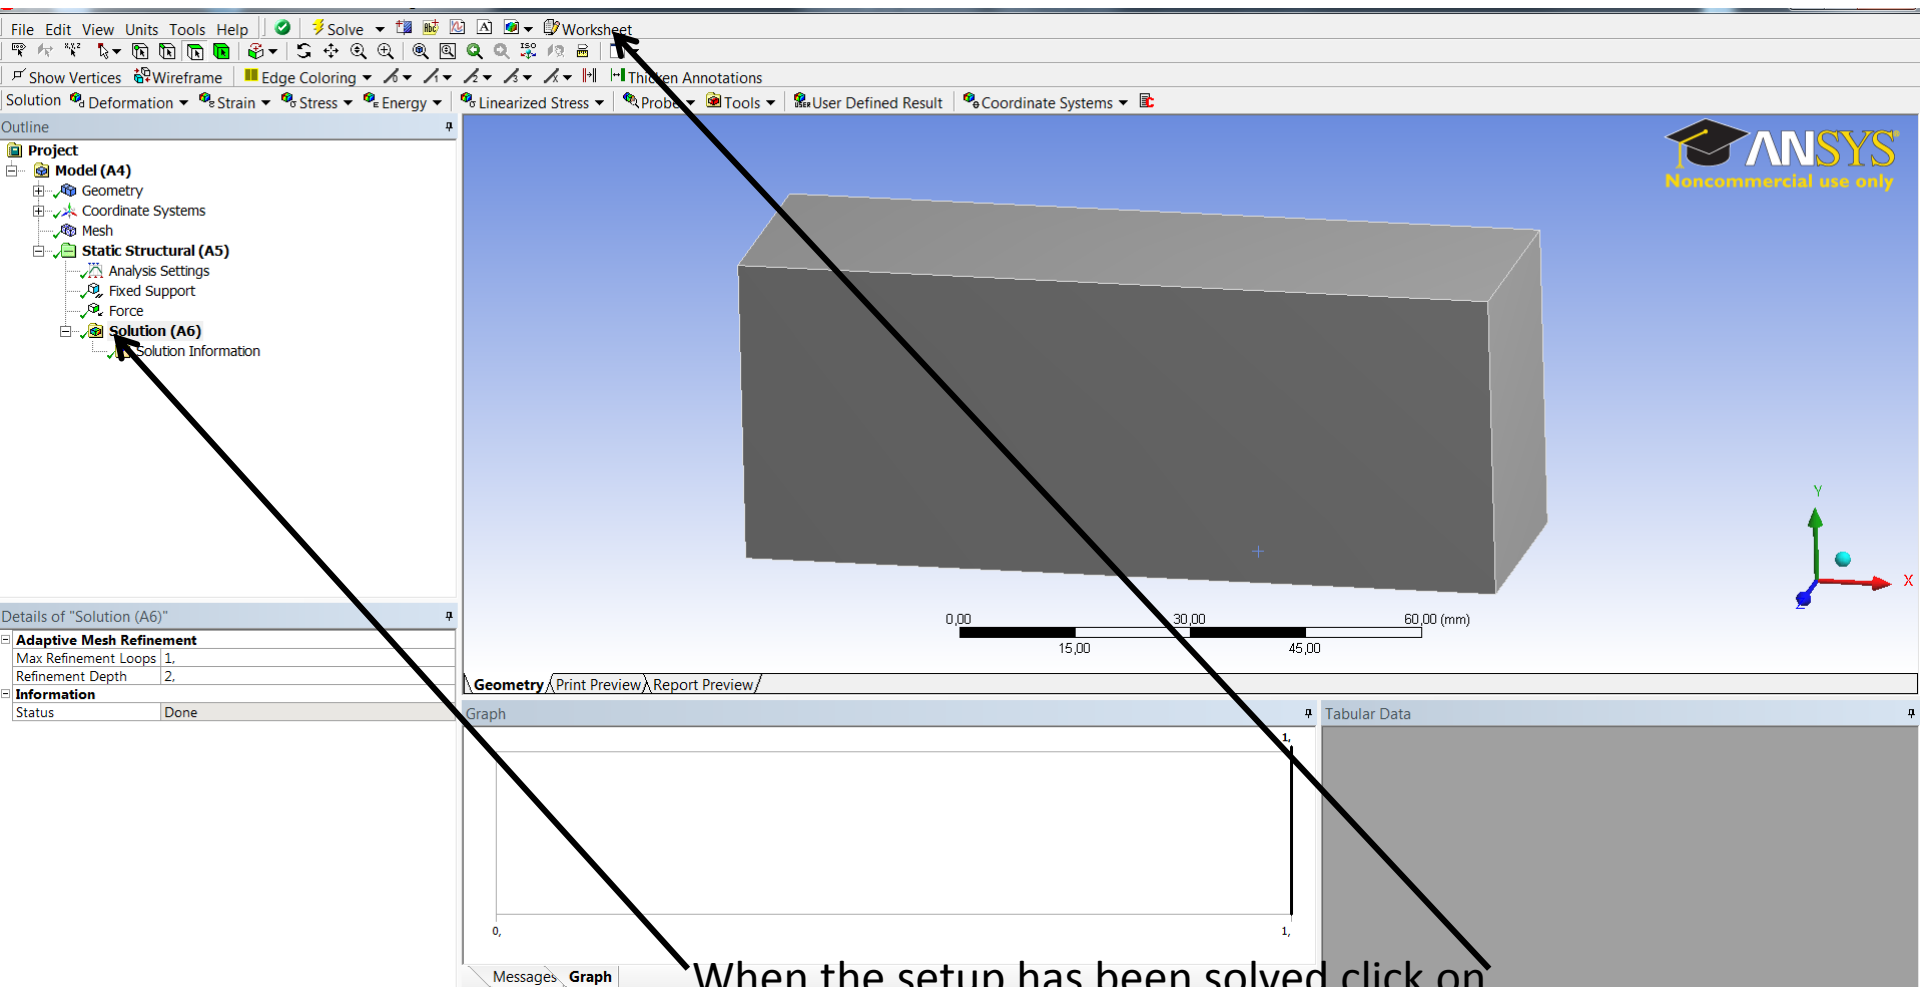 File Edit View Units Tools Help Solve Worksheet
Show Vertices Wireframe Edge Coloring Thicken Annotations
Solution Deformation Strain Stress Energy Linearized Stress Probe Tools User Defined Result Coordinate Systems
Outline
Project
Model (A4)
Geometry
Coordinate Systems
Mesh
Static Structural (A5)
Analysis Settings
Fixed Support
Force
Solution (A6)
Solution Information
ANSYS
Noncommercial use only
Y
X
Z
0,00 30,00 60,00 (mm)
15,00 45,00
Details of "Solution (A6)"
Adaptive Mesh Refinement
Max Refinement Loops 1,
Refinement Depth 2,
Information
Status Done
Geometry Print Preview Report Preview
Graph
1,
0, 1,
Messages Graph
Tabular Data
When the setup has been solved click on